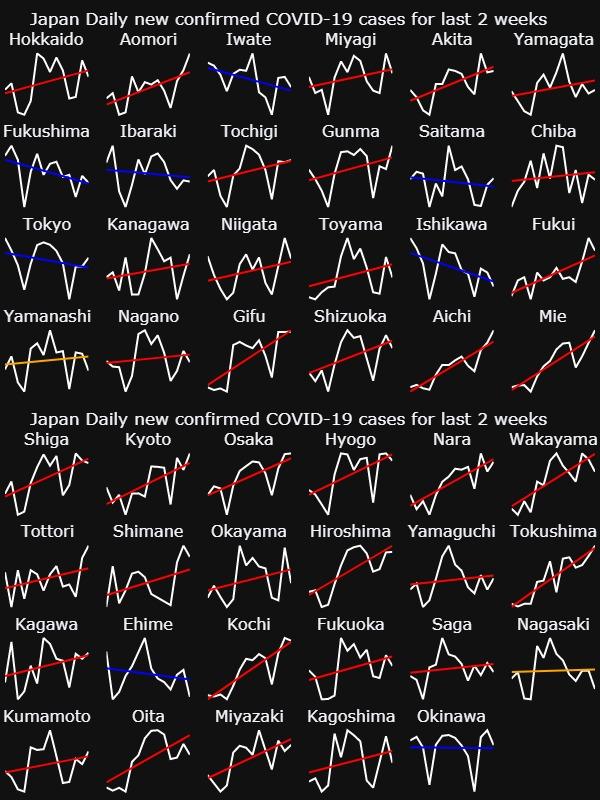 Japan Daily new confirmed COVID-19 cases for last 2 weeks
Hokkaido Aomori Iwate Miyagi Akita Yamagata
Fukushima Ibaraki Tochigi Gunma Saitama Chiba
Tokyo Kanagawa Niigata Toyama Ishikawa Fukui
Yamanashi Nagano Gifu Shizuoka Aichi Mie
Japan Daily new confirmed COVID-19 cases for last 2 weeks
Shiga Kyoto Osaka Hyogo Nara Wakayama
Tottori Shimane Okayama Hiroshima Yamaguchi Tokushima
Kagawa Ehime Kochi Fukuoka Saga Nagasaki
Kumamoto Oita Miyazaki Kagoshima Okinawa